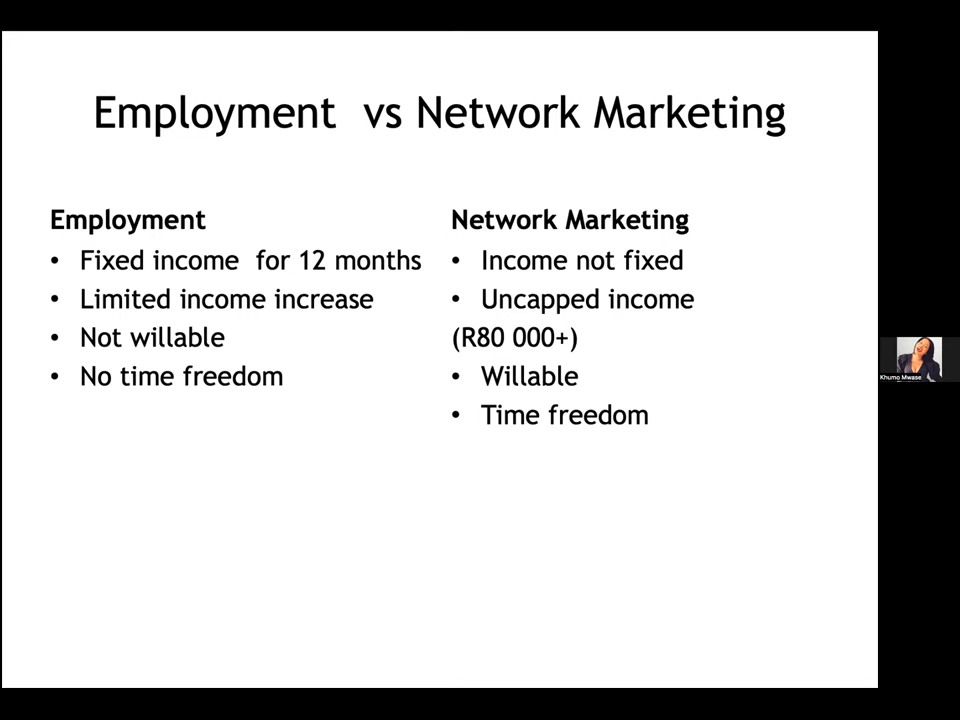 Employment vs Network Marketing
Employment
• Fixed income for 12 months
• Limited income increase
• Not willable
• No time freedom
Network Marketing
• Income not fixed
• Uncapped income
(R80 000+)
• Willable
• Time freedom
Khumo Mwase